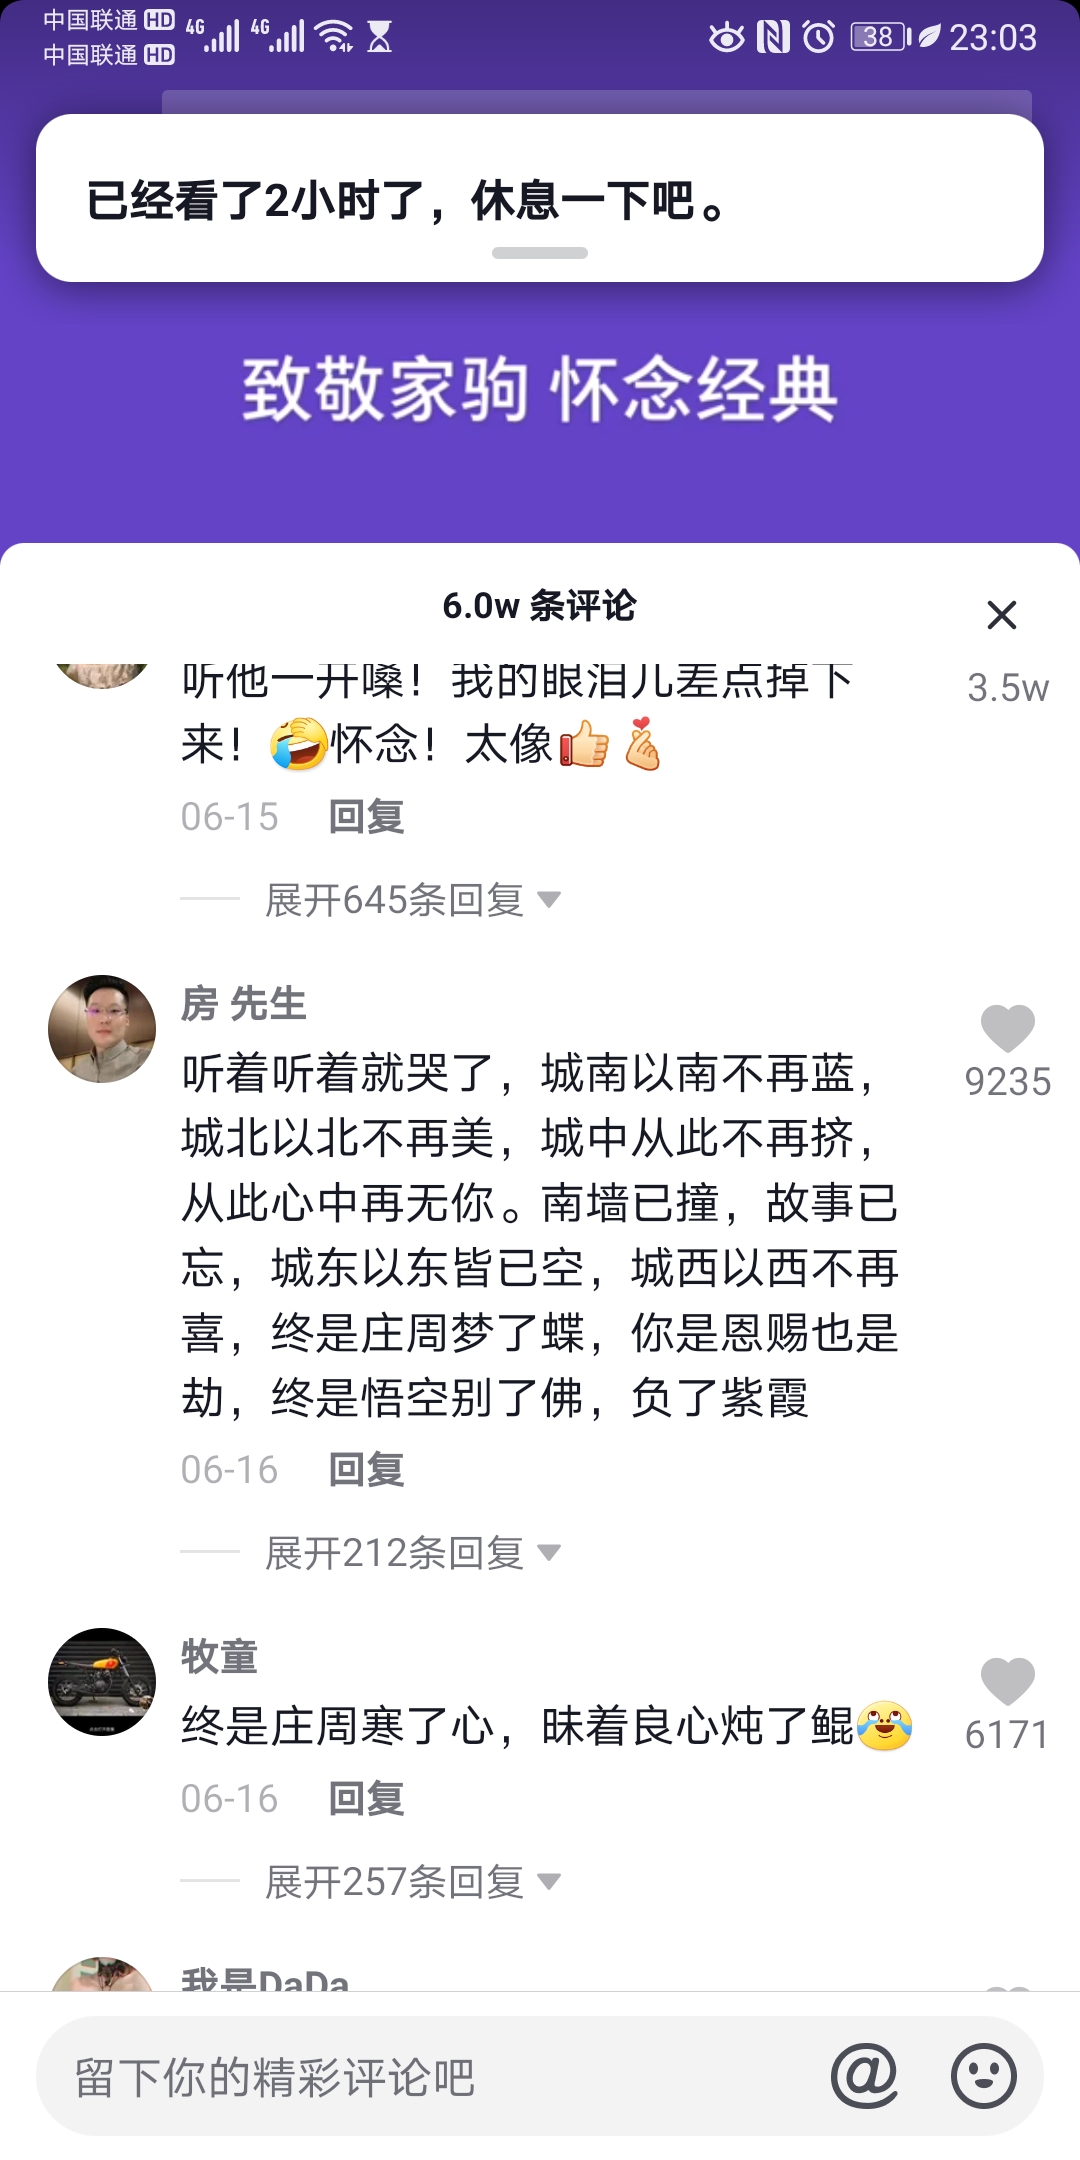 中国联通 HD 4G 4G 38 23:03
中国联通 HD
已经看了2小时了，休息一下吧。
致敬家驹 怀念经典
6.0w 条评论
听他一开嗓！我的眼泪儿差点掉下
来！🤣怀念！太像👍🫰
3.5w
06-15 回复
展开645条回复
房 先生
听着听着就哭了，城南以南不再蓝，
城北以北不再美，城中从此不再挤，
从此心中再无你。南墙已撞，故事已
忘，城东以东皆已空，城西以西不再
喜，终是庄周梦了蝶，你是恩赐也是
劫，终是悟空别了佛，负了紫霞
9235
06-16 回复
展开212条回复
牧童
终是庄周寒了心，昧着良心炖了鲲😂
6171
06-16 回复
展开257条回复
我是DaDa
留下你的精彩评论吧 @